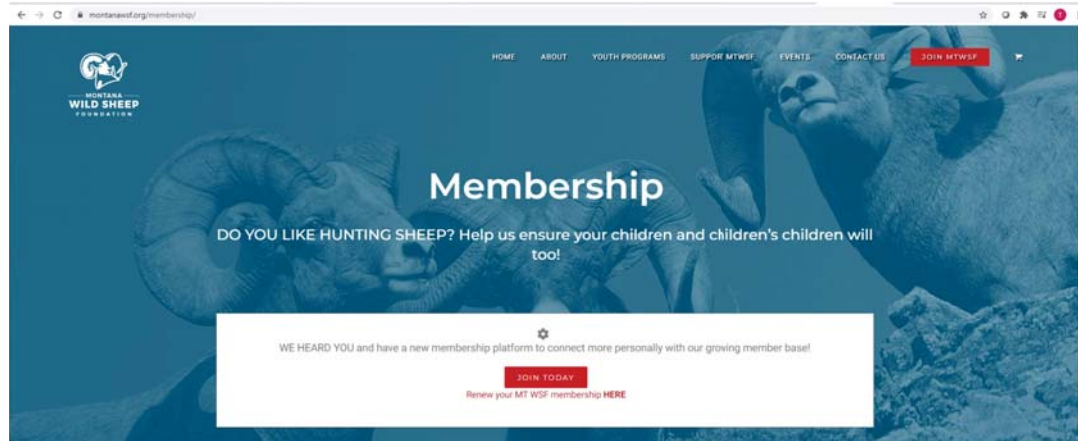 montanawsf.org/membership/
MONTANA
WILD SHEEP
FOUNDATION
HOME ABOUT YOUTH PROGRAMS SUPPORT MTWSF EVENTS CONTACT US JOIN MTWSF
Membership
DO YOU LIKE HUNTING SHEEP? Help us ensure your children and children's children will
too!
WE HEARD YOU and have a new membership platform to connect more personally with our growing member base!
JOIN TODAY
Renew your MT WSF membership HERE